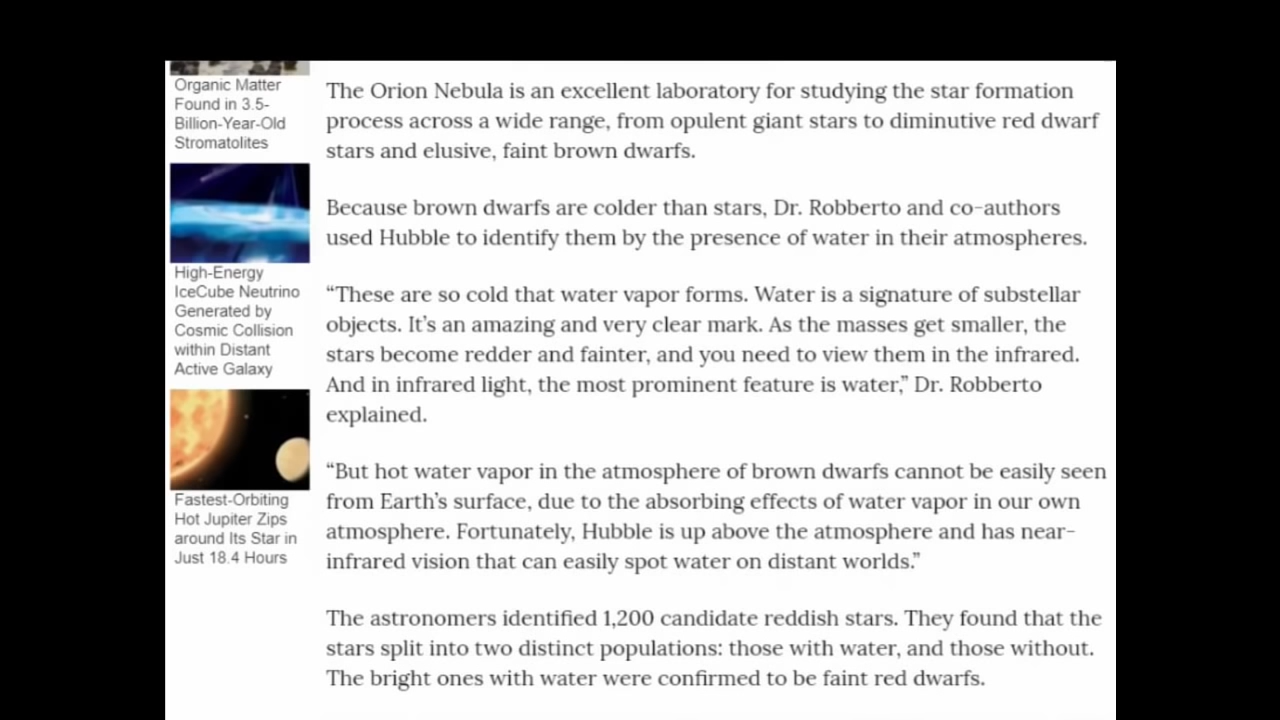 Organic Matter
Found in 3.5-
Billion-Year-Old
Stromatolites
High-Energy
IceCube Neutrino
Generated by
Cosmic Collision
within Distant
Active Galaxy
Fastest-Orbiting
Hot Jupiter Zips
around Its Star in
Just 18.4 Hours
The Orion Nebula is an excellent laboratory for studying the star formation
process across a wide range, from opulent giant stars to diminutive red dwarf
stars and elusive, faint brown dwarfs.
Because brown dwarfs are colder than stars, Dr. Robberto and co-authors
used Hubble to identify them by the presence of water in their atmospheres.
“These are so cold that water vapor forms. Water is a signature of substellar
objects. It’s an amazing and very clear mark. As the masses get smaller, the
stars become redder and fainter, and you need to view them in the infrared.
And in infrared light, the most prominent feature is water,” Dr. Robberto
explained.
“But hot water vapor in the atmosphere of brown dwarfs cannot be easily seen
from Earth’s surface, due to the absorbing effects of water vapor in our own
atmosphere. Fortunately, Hubble is up above the atmosphere and has near-
infrared vision that can easily spot water on distant worlds.”
The astronomers identified 1,200 candidate reddish stars. They found that the
stars split into two distinct populations: those with water, and those without.
The bright ones with water were confirmed to be faint red dwarfs.